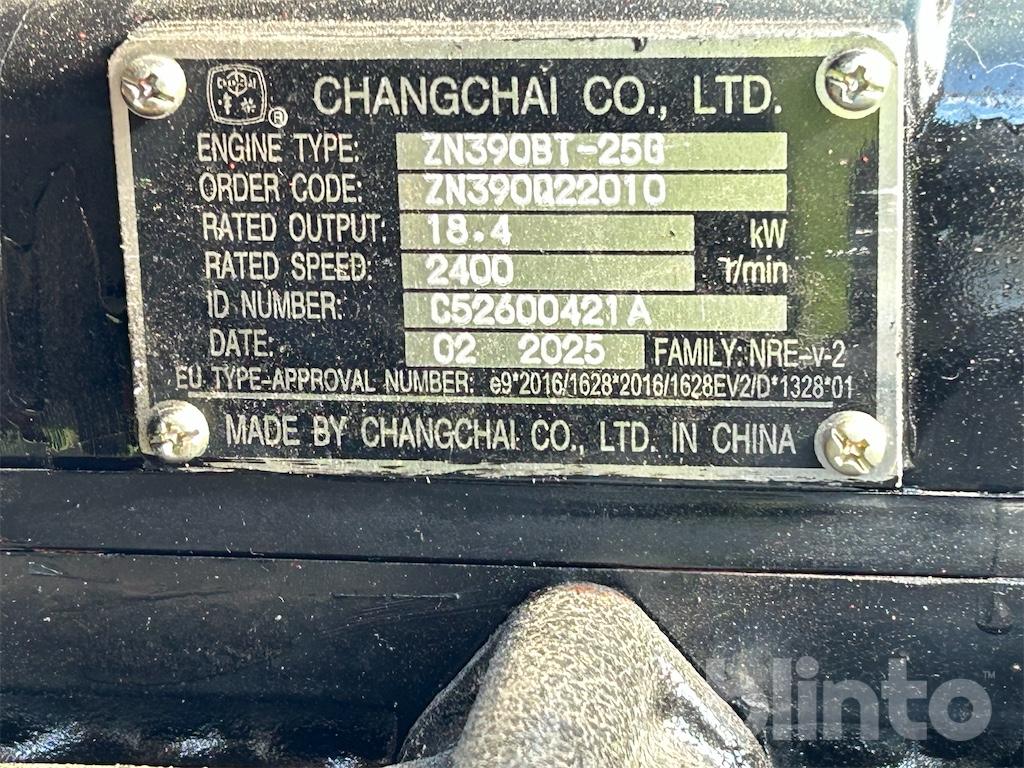 CHANGCHAI CO., LTD.
ENGINE TYPE: ZN390BT-25G
ORDER CODE: ZN390Q22010
RATED OUTPUT: 18.4 kW
RATED SPEED: 2400 r/min
ID NUMBER: C52600421A
DATE: 02 2025 FAMILY: NRE-v-2
EU TYPE-APPROVAL NUMBER: e9*2016/1628*2016/1628EV2/D*1328*01
MADE BY CHANGCHAI CO., LTD. IN CHINA
blinto™